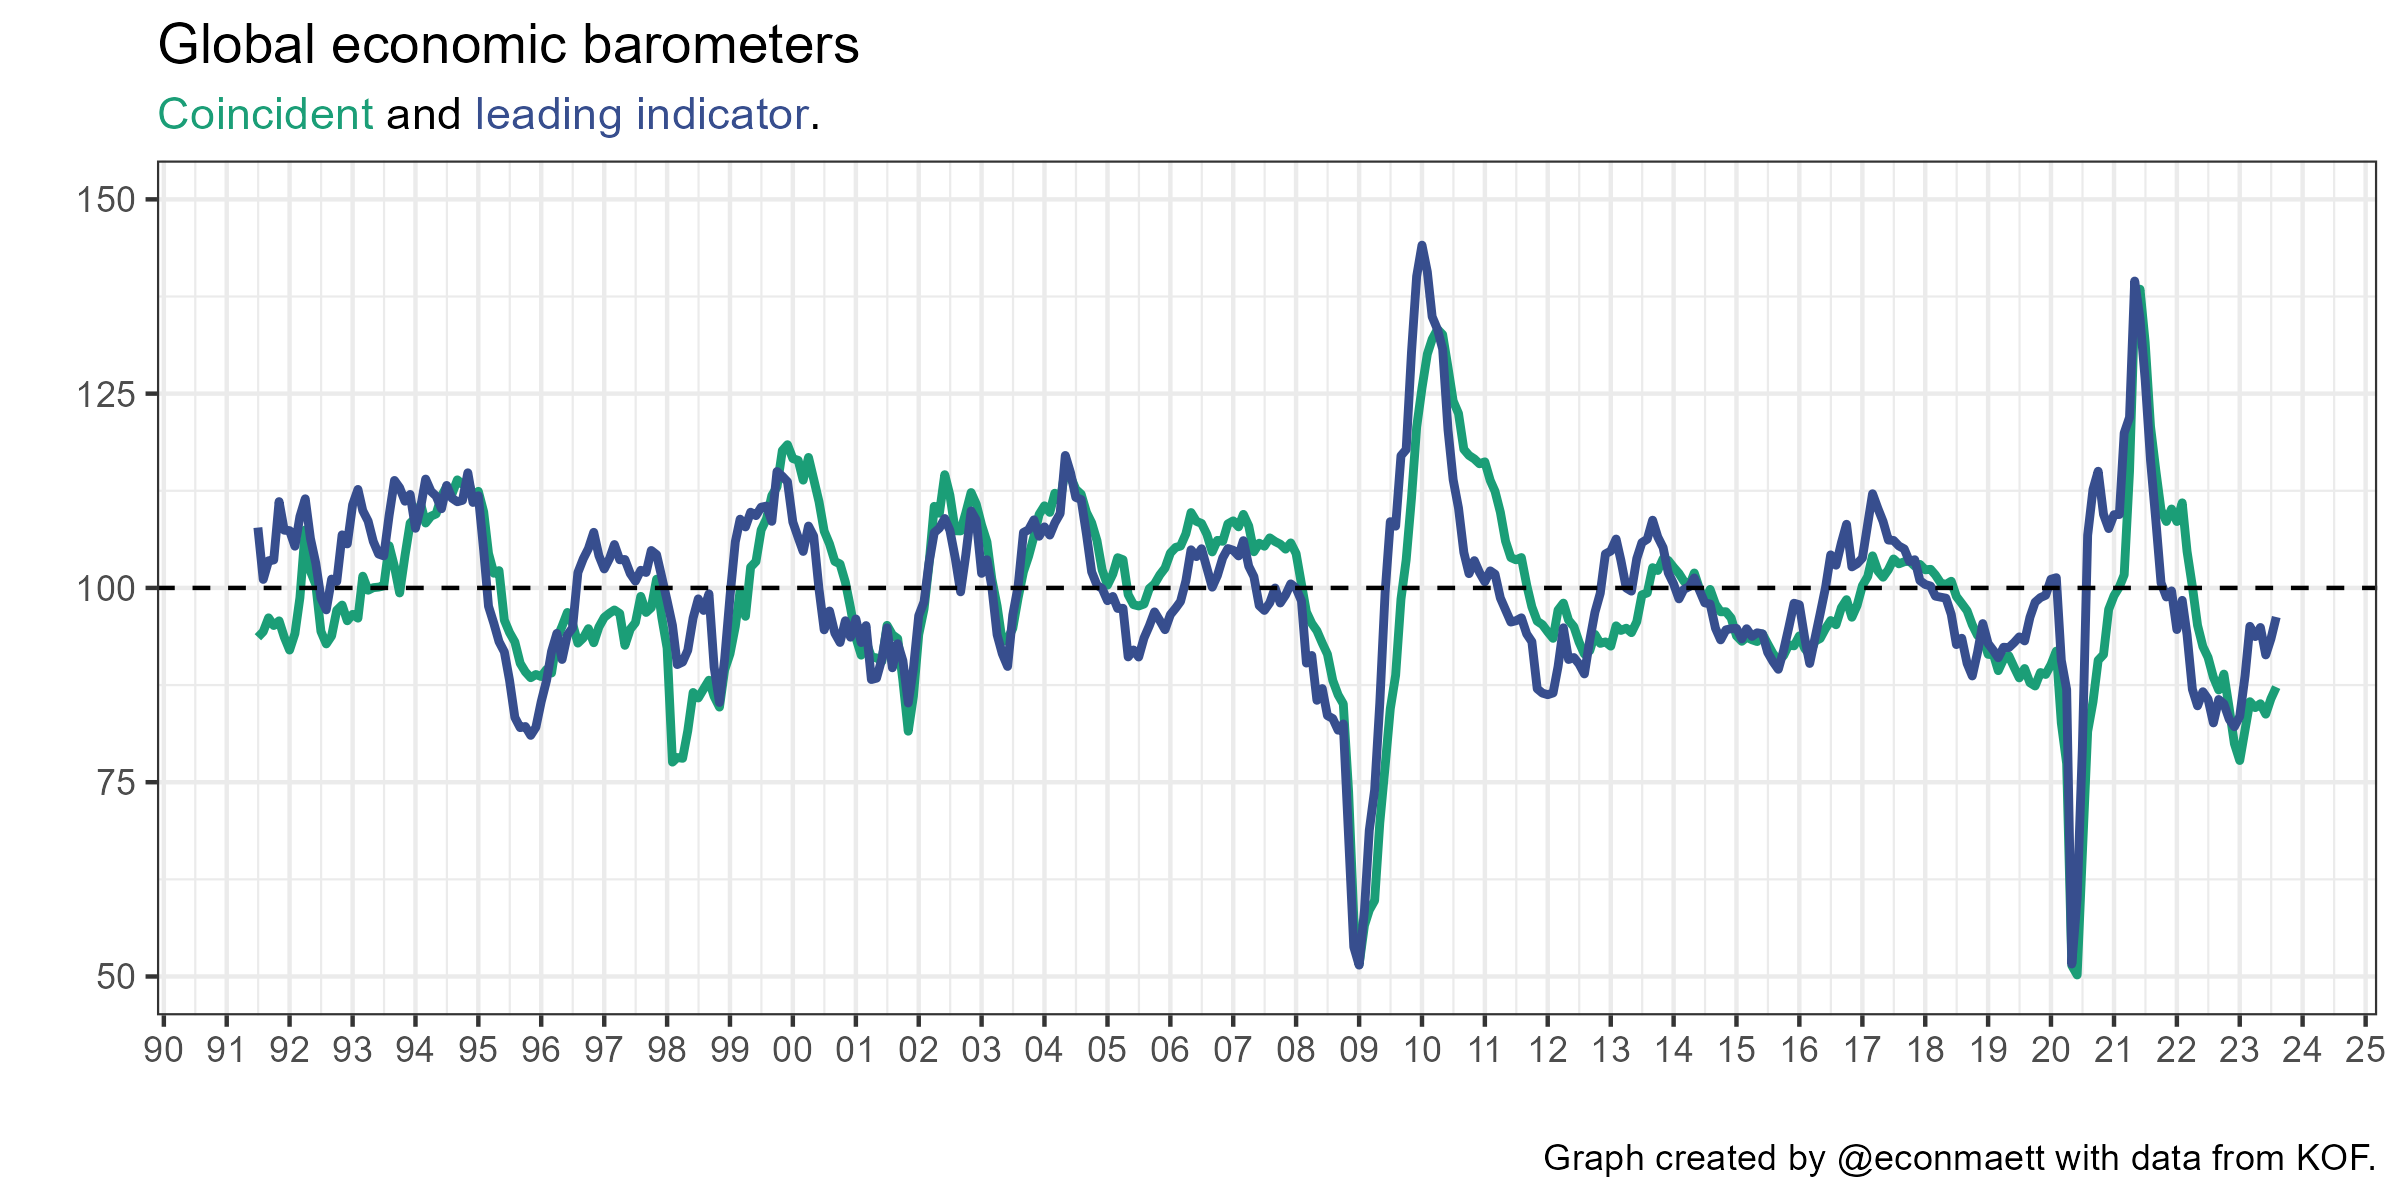 Global economic barometers
Coincident and leading indicator.
150
125
100
75
50
90 91 92 93 94 95 96 97 98 99 00 01 02 03 04 05 06 07 08 09 10 11 12 13 14 15 16 17 18 19 20 21 22 23 24 25
Graph created by @econmaett with data from KOF.